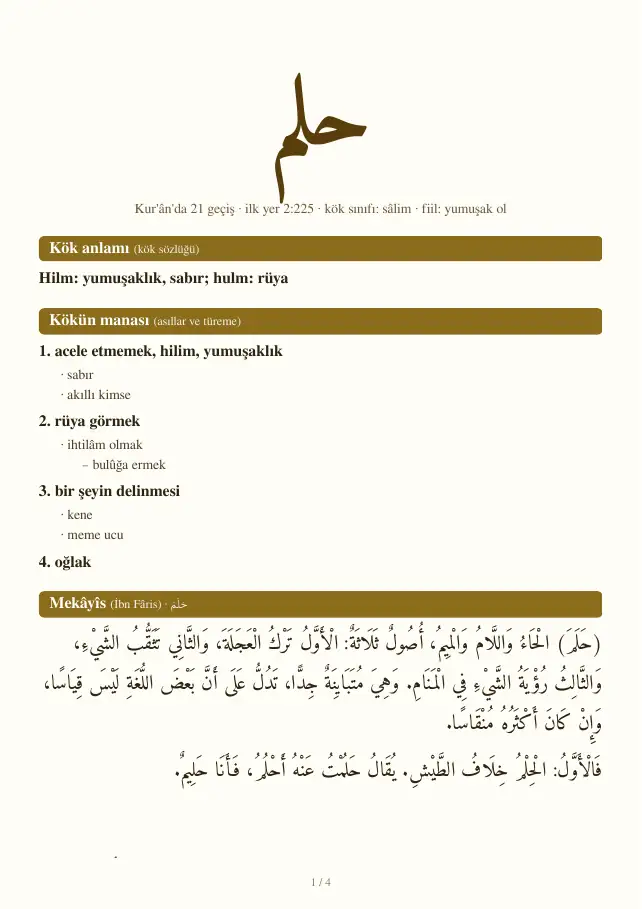 حلم
Kur'ân'da 21 geçiş · ilk yer 2:225 · kök sınıfı: sâlim · fiil: yumuşak ol
Kök anlamı (kök sözlüğü)
Hilm: yumuşaklık, sabır; hulm: rüya
Kökün manası (asıllar ve türeme)
1. acele etmemek, hilim, yumuşaklık
· sabır
· akıllı kimse
2. rüya görmek
· ihtilâm olmak
– bulûğa ermek
3. bir şeyin delinmesi
· kene
· meme ucu
4. oğlak
Mekâyîs (İbn Fâris) · حَلَمَ
(حَلَمَ) الْحَاءُ وَاللَّامُ وَالْمِيمُ، أُصُولٌ ثَلَاثَةٌ: الْأَوَّلُ تَرْكُ الْعَجَلَةِ، وَالثَّانِي تَثَقُّبُ الشَّيْءِ،
وَالثَّالِثُ رُؤْيَةُ الشَّيْءِ فِي الْمَنَامِ. وَهِيَ مُتَبَايِنَةٌ جِدًّا، تَدُلُّ عَلَى أَنَّ بَعْضَ اللُّغَةِ لَيْسَ قِيَاسًا،
وَإِنْ كَانَ أَكْثَرُهُ مُنْقَاسًا.
فَالْأَوَّلُ: الْحِلْمُ خِلَافُ الطَّيْشِ. يُقَالُ حَلُمْتُ عَنْهُ أَحْلُمُ، فَأَنَا حَلِيمٌ.
1 / 4